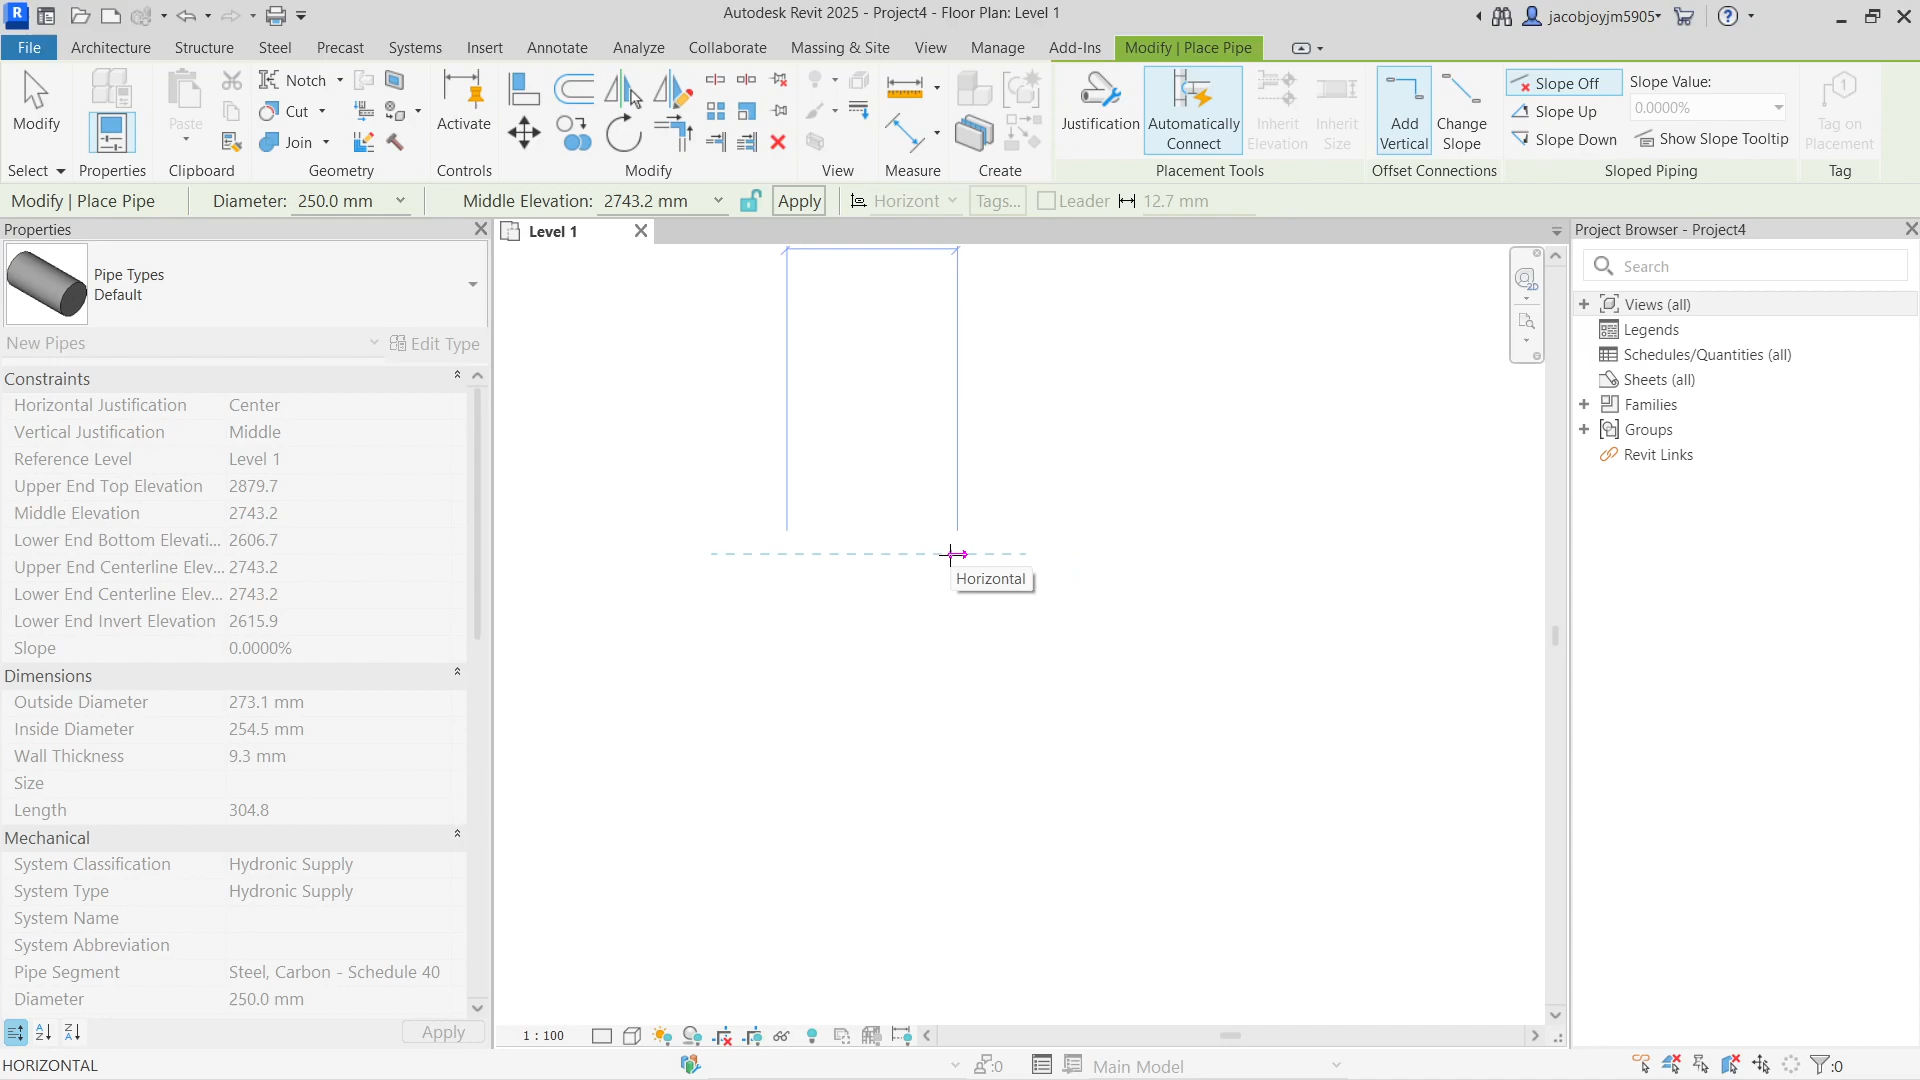 Autodesk Revit 2025 - Project4 - Floor Plan: Level 1
jacobjoyjm5905
File Architecture Structure Steel Precast Systems Insert Annotate Analyze Collaborate Massing & Site View Manage Add-Ins Modify | Place Pipe
Modify
Paste
Notch
Cut
Join
Activate
Justification
Automatically Connect
Inherit Elevation
Inherit Size
Add Vertical
Change Slope
Slope Off
Slope Up
Slope Down
Slope Value:
0.0000%
Show Slope Tooltip
Tag on Placement
Select Properties Clipboard Geometry Controls Modify View Measure Create Placement Tools Offset Connections Sloped Piping Tag
Modify | Place Pipe Diameter: 250.0 mm Middle Elevation: 2743.2 mm Apply Horizont Tags... Leader 12.7 mm
Properties
Pipe Types
Default
New Pipes Edit Type
Constraints
Horizontal Justification Center
Vertical Justification Middle
Reference Level Level 1
Upper End Top Elevation 2879.7
Middle Elevation 2743.2
Lower End Bottom Elevati... 2606.7
Upper End Centerline Elev... 2743.2
Lower End Centerline Elev... 2743.2
Lower End Invert Elevation 2615.9
Slope 0.0000%
Dimensions
Outside Diameter 273.1 mm
Inside Diameter 254.5 mm
Wall Thickness 9.3 mm
Size
Length 304.8
Mechanical
System Classification Hydronic Supply
System Type Hydronic Supply
System Name
System Abbreviation
Pipe Segment Steel, Carbon - Schedule 40
Diameter 250.0 mm
Apply
Level 1
2D
Horizontal
1 : 100
Project Browser - Project4
Search
Views (all)
Legends
Schedules/Quantities (all)
Sheets (all)
Families
Groups
Revit Links
HORIZONTAL
:0
Main Model
:0